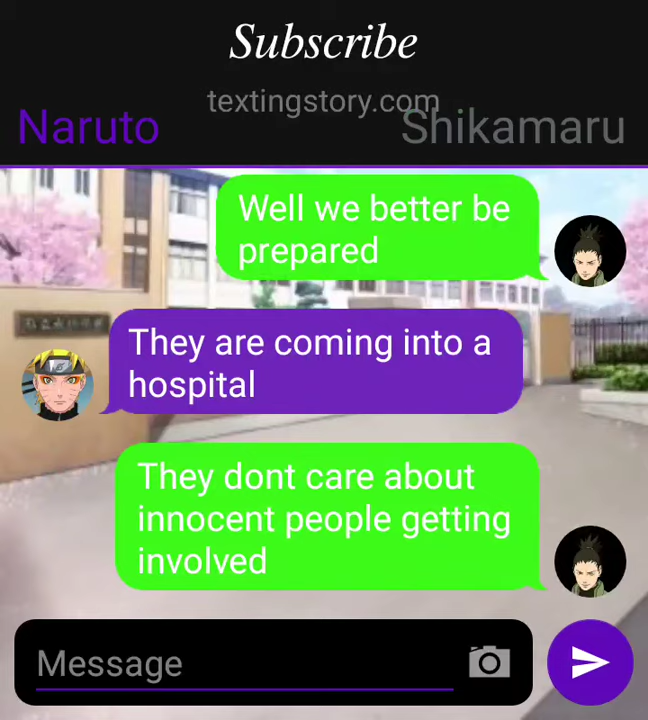 Subscribe
textingstory.com
Naruto
Shikamaru
Well we better be
prepared
They are coming into a
hospital
They dont care about
innocent people getting
involved
Message